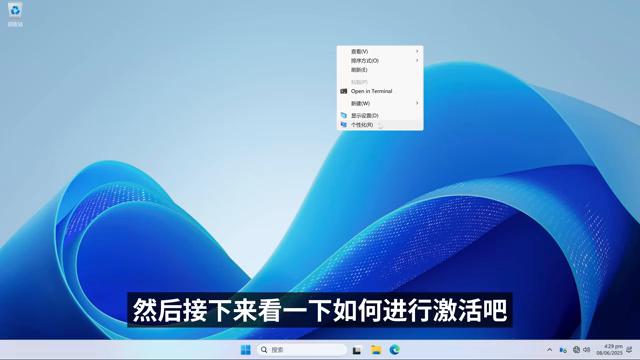 回收站
查看(V)
排序方式(O)
刷新(E)
粘贴(P)
Open in Terminal
新建(W)
显示设置(D)
个性化(R)
然后接下来看一下如何进行激活吧
搜索
4:29 pm
08/06/2025